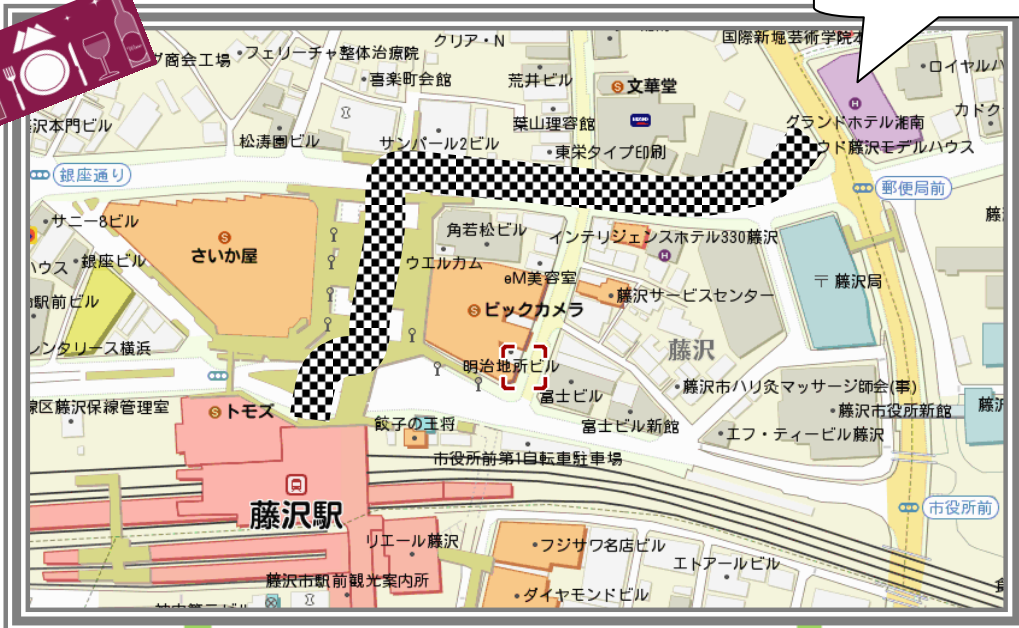 クリア・N
国際新堀芸術学院
商会工場
フェリーチャ整体治療院
喜楽町会館
荒井ビル
文華堂
ロイヤルハ
カドク
沢本門ビル
葉山理容館
グランドホテル湘南
松涛園ビル
サンパール2ビル
東栄タイプ印刷
ウド藤沢モデルハウス
銀座通り
郵便局前
サニー8ビル
角若松ビル
インテリジェンスホテル330藤沢
藤
さいか屋
ハウス
銀座ビル
ウエルカム
eM美容室
〒藤沢局
駅前ビル
ビックカメラ
藤沢サービスセンター
レンタリース横浜
藤沢
明治地所ビル
富士ビル
藤沢市ハリ灸マッサージ師会(事)
線区藤沢保線管理室
トモズ
餃子の王将
富士ビル新館
藤沢市役所新館
藤沢
エフ・ティービル藤沢
市役所前第1自転車駐車場
藤沢駅
市役所前
リエール藤沢
フジサワ名店ビル
エトアールビル
藤沢市駅前観光案内所
ダイヤモンドビル